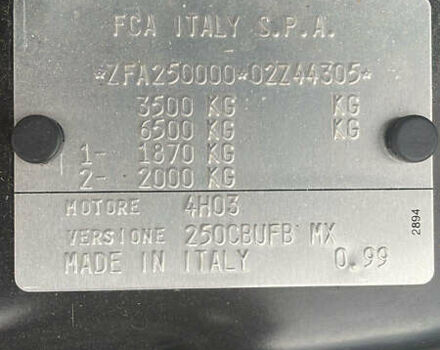 FCA ITALY S.P.A.
*ZFA250000*02Z44305*
3500 KG KG
6500 KG KG
1- 1870 KG
2- 2000 KG
MOTORE 4H03
VERSIONE 250CBUFB MX
MADE IN ITALY 0.99
2894